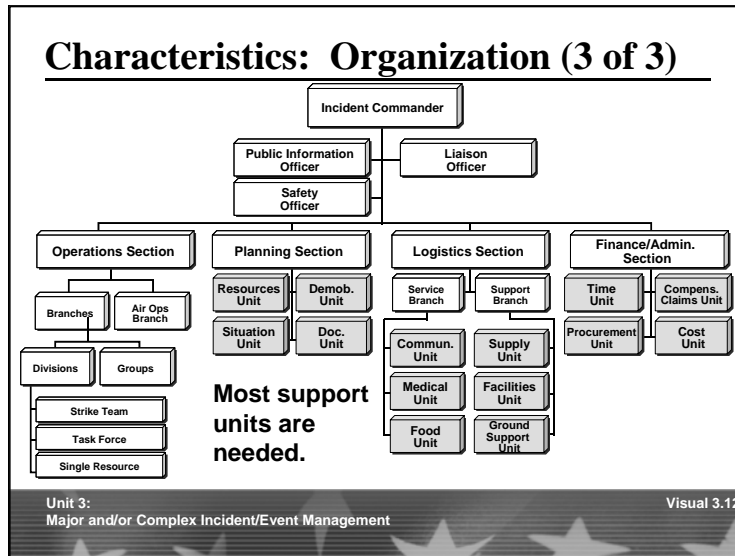 Characteristics: Organization (3 of 3)
Incident Commander
Public Information
Officer
Liaison
Officer
Safety
Officer
Operations Section
Planning Section
Logistics Section
Finance/Admin.
Section
Branches
Air Ops
Branch
Divisions
Groups
Strike Team
Task Force
Single Resource
Resources
Unit
Demob.
Unit
Situation
Unit
Doc.
Unit
Most support
units are
needed.
Service
Branch
Support
Branch
Commun.
Unit
Supply
Unit
Medical
Unit
Facilities
Unit
Food
Unit
Ground
Support
Unit
Time
Unit
Compens.
Claims Unit
Procurement
Unit
Cost
Unit
Unit 3:
Major and/or Complex Incident/Event Management
Visual 3.12